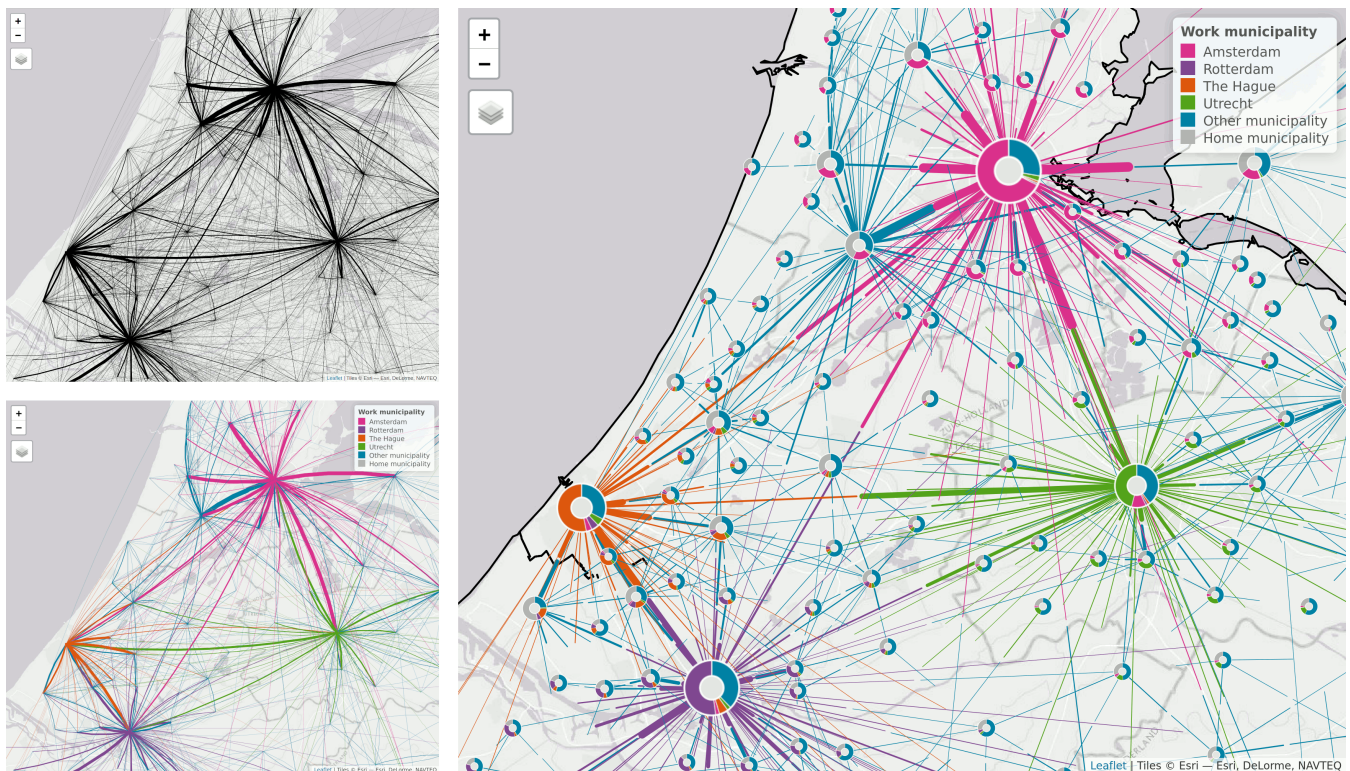 +
−
Leaflet | Tiles © Esri — Esri, DeLorme, NAVTEQ
+
−
Work municipality
Amsterdam
Rotterdam
The Hague
Utrecht
Other municipality
Home municipality
Leaflet | Tiles © Esri — Esri, DeLorme, NAVTEQ
+
−
Work municipality
Amsterdam
Rotterdam
The Hague
Utrecht
Other municipality
Home municipality
Leaflet | Tiles © Esri — Esri, DeLorme, NAVTEQ